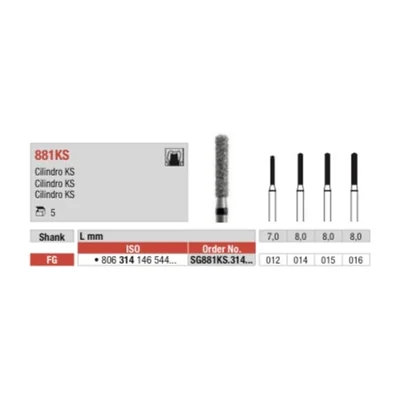 881KS
Cilindro KS
Cilindro KS
Cilindro KS
5
Shank L mm 7,0 8,0 8,0 8,0
ISO Order No.
FG • 806 314 146 544... SG881KS.314... 012 014 015 016